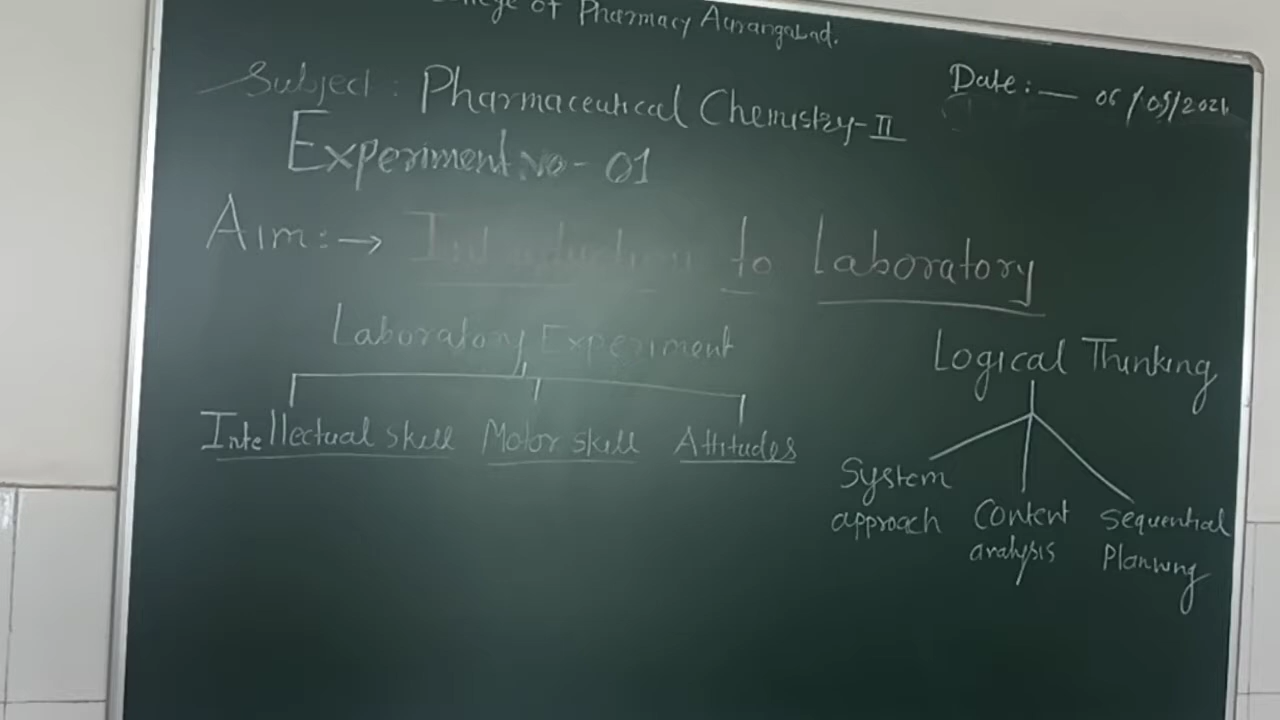 of Pharmacy Aurangabad.
Date :— 06/05/2021
Subject : Pharmaceutical Chemistry-II
Experiment No - 01
Aim :→ Introduction to Laboratory
Laboratory Experiment
Intellectual skill Motor skill Attitudes
Logical Thinking
System approach
Content analysis
Sequential Planning